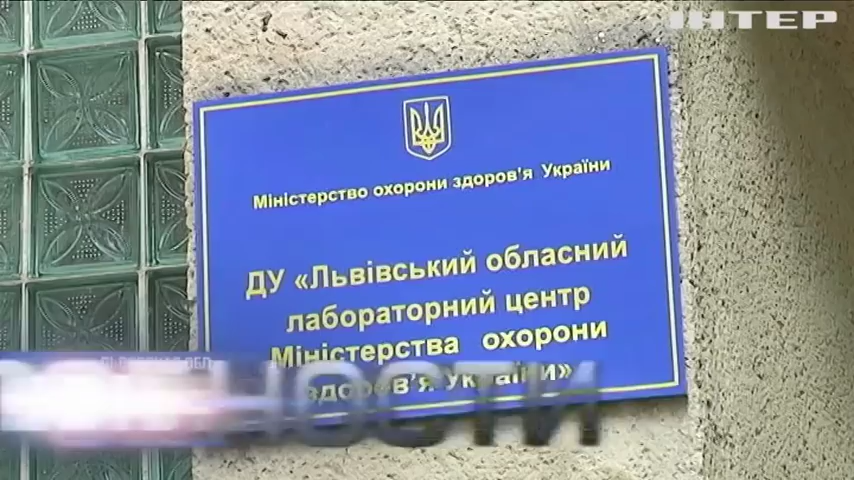 ІНТЕР
Міністерство охорони здоров'я України
ДУ «Львівський обласний
лабораторний центр
Міністерства охорони
здоров'я України»